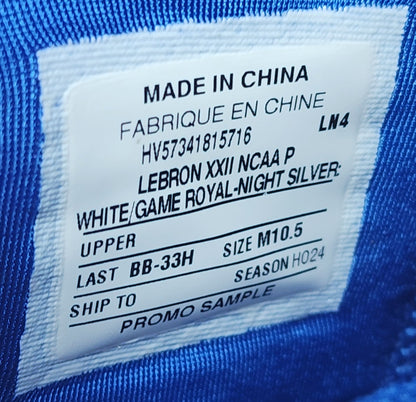 MADE IN CHINA
FABRIQUE EN CHINE
HV57341815716 LN4
LEBRON XXII NCAA P
WHITE/GAME ROYAL-NIGHT SILVER-
UPPER
LAST BB-33H SIZE M10.5
SHIP TO SEASON HO24
PROMO SAMPLE